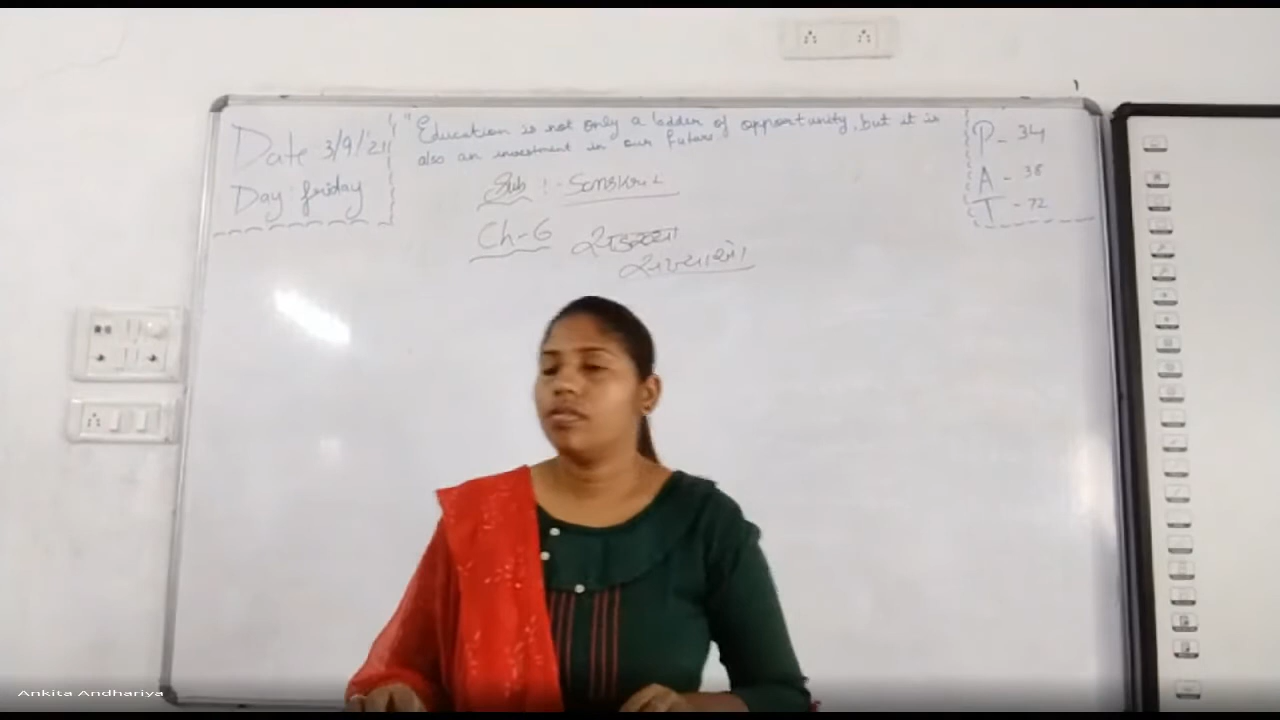 Date 3/9/'21
Day: friday
"Education is not only a ladder of opportunity, but it is
also an investment in our future
P - 34
A - 38
T - 72
Sub :- Sanskrit
Ch-6
Ankita Andhariya